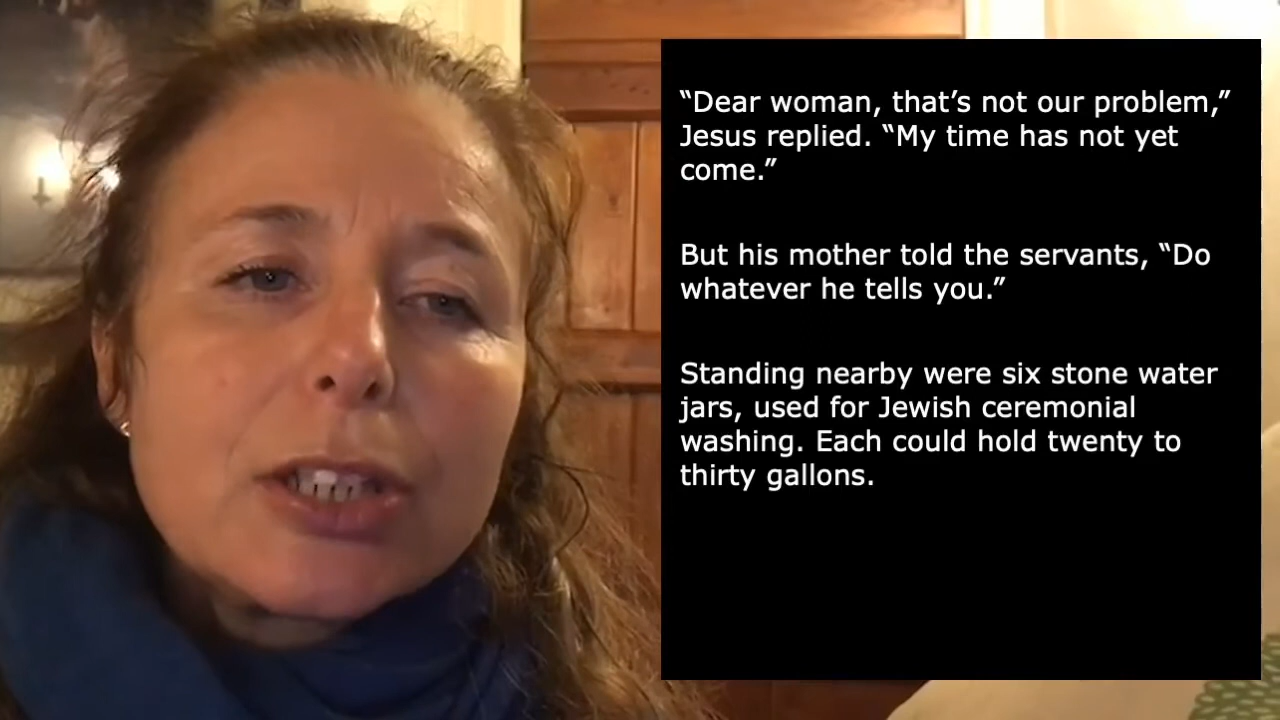 “Dear woman, that’s not our problem,”
Jesus replied. “My time has not yet
come.”
But his mother told the servants, “Do
whatever he tells you.”
Standing nearby were six stone water
jars, used for Jewish ceremonial
washing. Each could hold twenty to
thirty gallons.